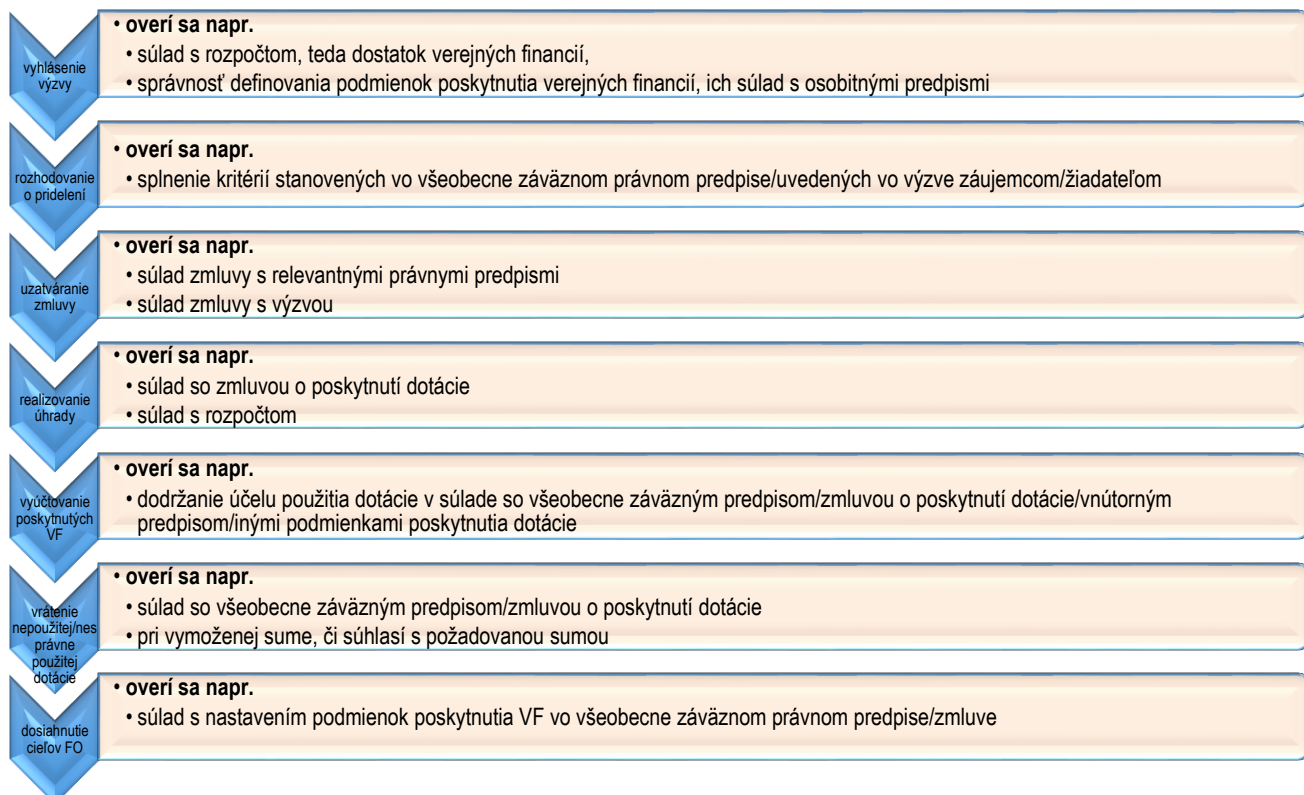 vyhlásenie
výzvy
• overí sa napr.
• súlad s rozpočtom, teda dostatok verejných financií,
• správnosť definovania podmienok poskytnutia verejných financií, ich súlad s osobitnými predpismi
rozhodovanie
o pridelení
• overí sa napr.
• splnenie kritérií stanovených vo všeobecne záväznom právnom predpise/uvedených vo výzve záujemcom/žiadateľom
uzatváranie
zmluvy
• overí sa napr.
• súlad zmluvy s relevantnými právnymi predpismi
• súlad zmluvy s výzvou
realizovanie
úhrady
• overí sa napr.
• súlad so zmluvou o poskytnutí dotácie
• súlad s rozpočtom
vyúčtovanie
poskytnutých
VF
• overí sa napr.
• dodržanie účelu použitia dotácie v súlade so všeobecne záväzným predpisom/zmluvou o poskytnutí dotácie/vnútorným
predpisom/inými podmienkami poskytnutia dotácie
vrátenie
nepoužitej/nes
právne
použitej
dotácie
• overí sa napr.
• súlad so všeobecne záväzným predpisom/zmluvou o poskytnutí dotácie
• pri vymoženej sume, či súhlasí s požadovanou sumou
dosiahnutie
cieľov FO
• overí sa napr.
• súlad s nastavením podmienok poskytnutia VF vo všeobecne záväznom právnom predpise/zmluve